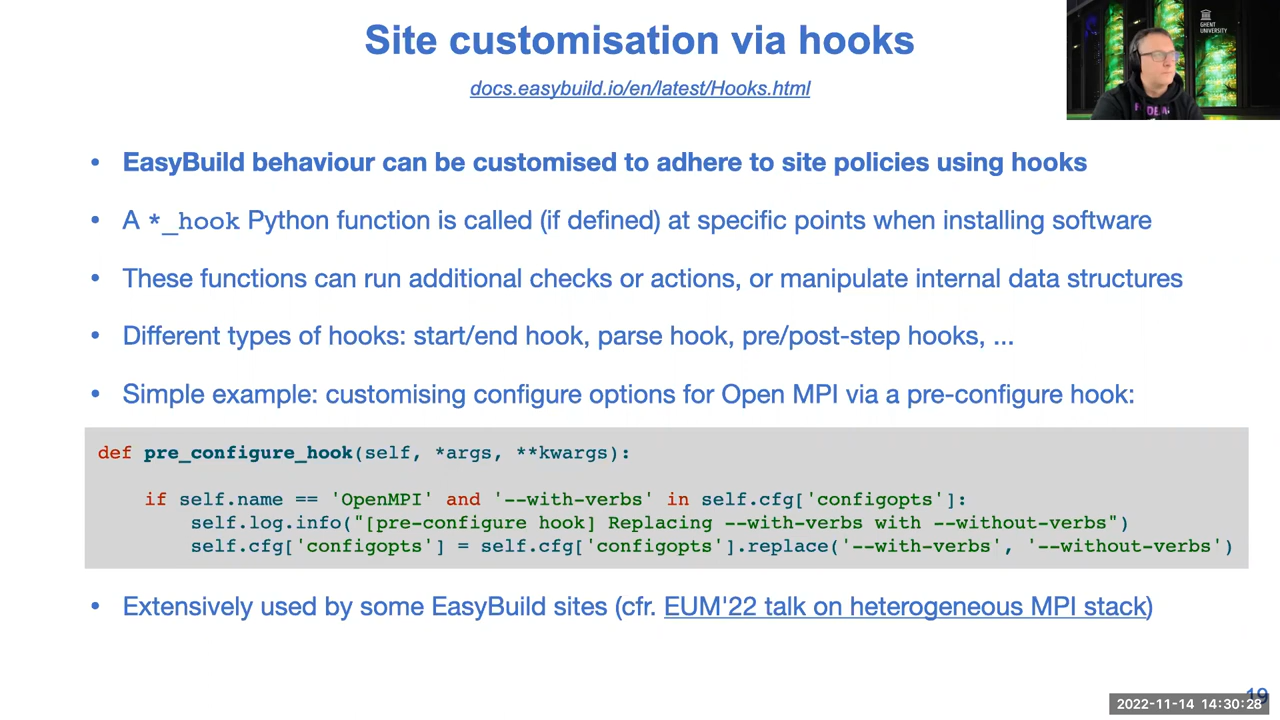 Site customisation via hooks
docs.easybuild.io/en/latest/Hooks.html
GHENT
UNIVERSITY
• EasyBuild behaviour can be customised to adhere to site policies using hooks
• A *_hook Python function is called (if defined) at specific points when installing software
• These functions can run additional checks or actions, or manipulate internal data structures
• Different types of hooks: start/end hook, parse hook, pre/post-step hooks, ...
• Simple example: customising configure options for Open MPI via a pre-configure hook:
def pre_configure_hook(self, *args, **kwargs):
if self.name == 'OpenMPI' and '--with-verbs' in self.cfg['configopts']:
self.log.info("[pre-configure hook] Replacing --with-verbs with --without-verbs")
self.cfg['configopts'] = self.cfg['configopts'].replace('--with-verbs', '--without-verbs')
• Extensively used by some EasyBuild sites (cfr. EUM'22 talk on heterogeneous MPI stack)
19
2022-11-14 14:30:28